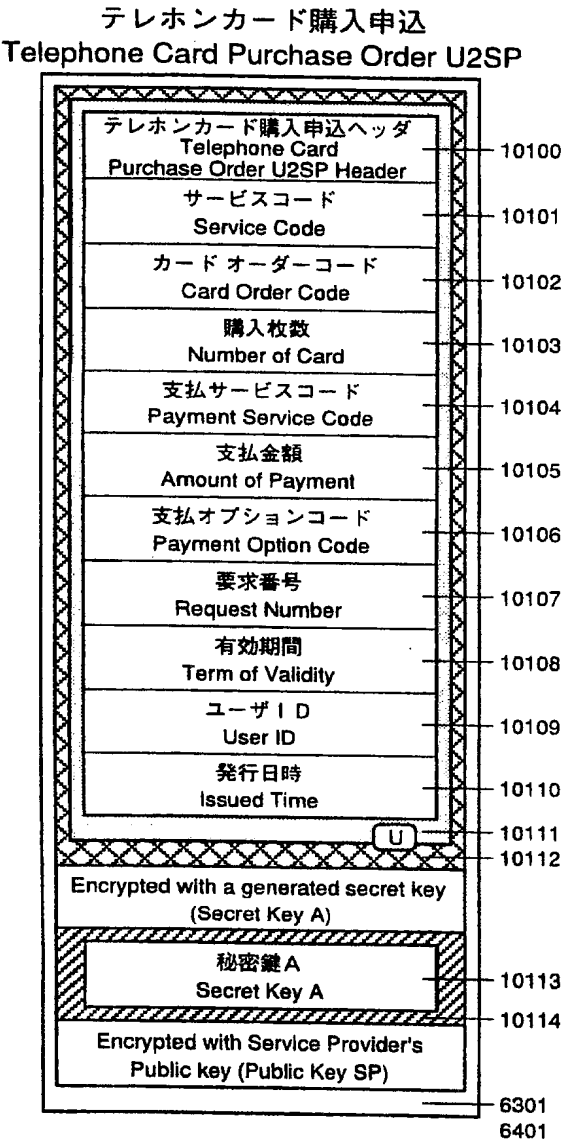 テレホンカード購入申込
Telephone Card Purchase Order U2SP
テレホンカード購入申込ヘッダ
Telephone Card
Purchase Order U2SP Header
10100
サービスコード
Service Code
10101
カード オーダーコード
Card Order Code
10102
購入枚数
Number of Card
10103
支払サービスコード
Payment Service Code
10104
支払金額
Amount of Payment
10105
支払オプションコード
Payment Option Code
10106
要求番号
Request Number
10107
有効期間
Term of Validity
10108
ユーザID
User ID
10109
発行日時
Issued Time
10110
U
10111
10112
Encrypted with a generated secret key
(Secret Key A)
秘密鍵A
Secret Key A
10113
10114
Encrypted with Service Provider's
Public key (Public Key SP)
6301
6401